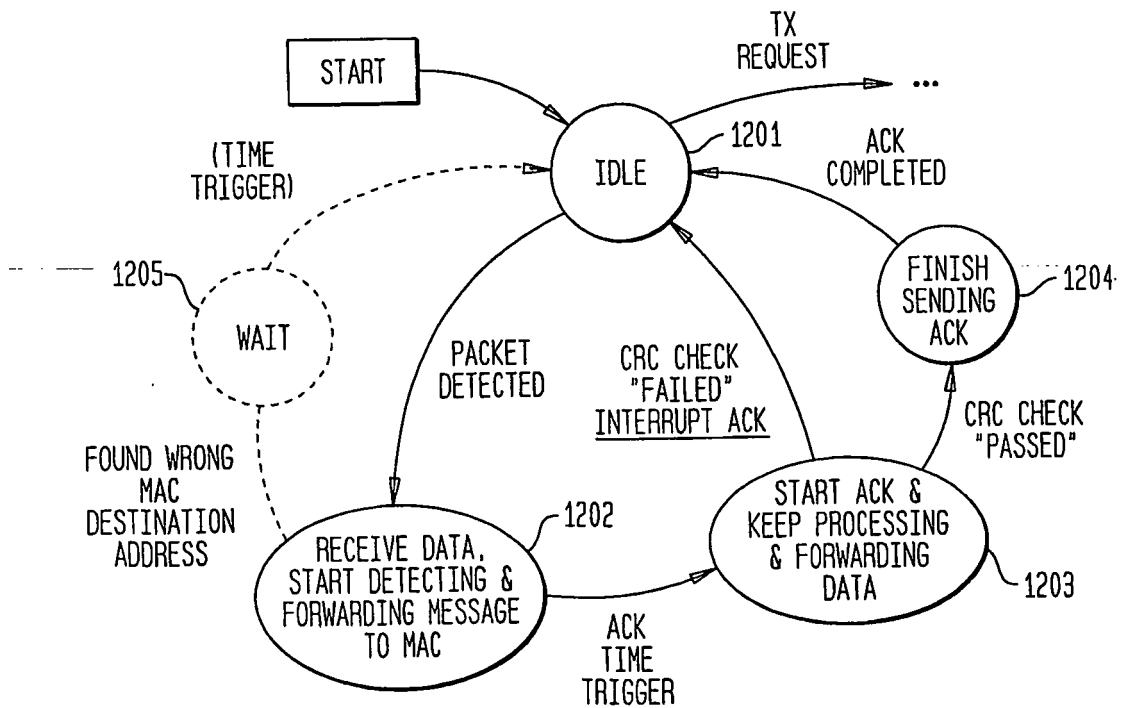 START
TX
REQUEST
...
IDLE
1201
ACK
COMPLETED
(TIME
TRIGGER)
1205
WAIT
FINISH
SENDING
ACK
1204
PACKET
DETECTED
CRC CHECK
"FAILED"
INTERRUPT ACK
CRC CHECK
"PASSED"
FOUND WRONG
MAC
DESTINATION
ADDRESS
1202
RECEIVE DATA,
START DETECTING &
FORWARDING MESSAGE
TO MAC
START ACK &
KEEP PROCESSING
& FORWARDING
DATA
1203
ACK
TIME
TRIGGER